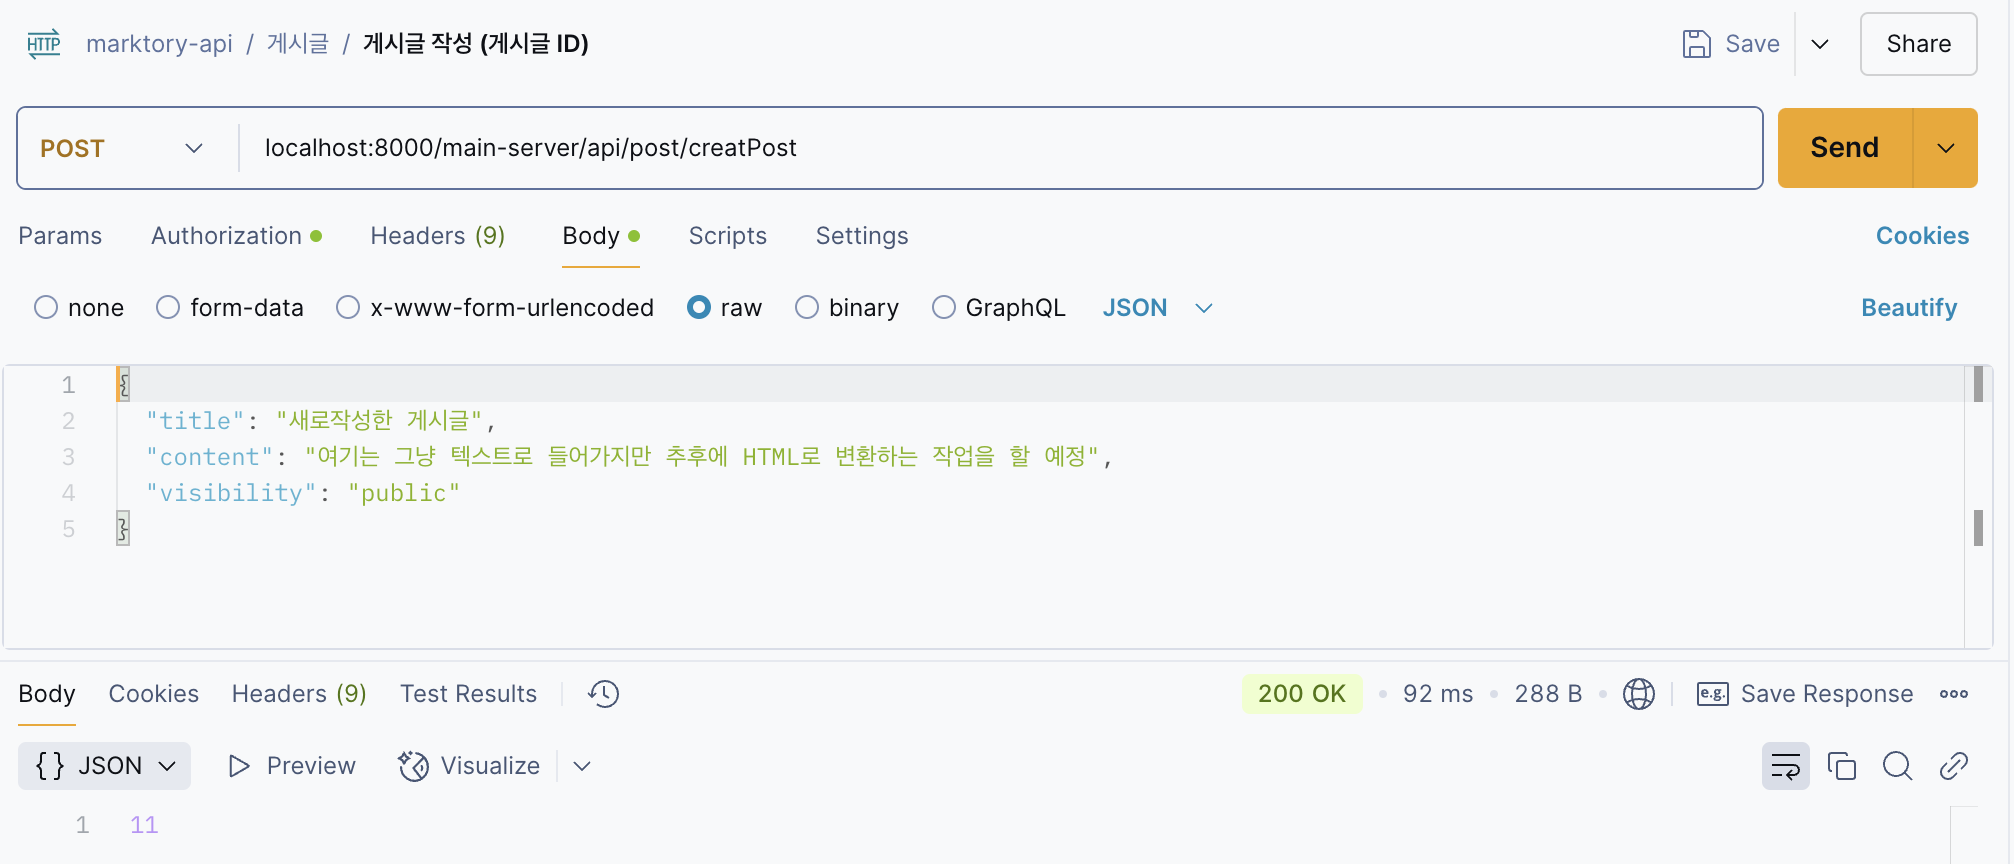 HTTP marktory-api / 게시글 / 게시글 작성 (게시글 ID) Save Share
POST localhost:8000/main-server/api/post/creatPost Send
Params Authorization Headers (9) Body Scripts Settings Cookies
none form-data x-www-form-urlencoded raw binary GraphQL JSON Beautify
1 {
2 "title": "새로작성한 게시글",
3 "content": "여기는 그냥 텍스트로 들어가지만 추후에 HTML로 변환하는 작업을 할 예정",
4 "visibility": "public"
5 }
Body Cookies Headers (9) Test Results 200 OK • 92 ms • 288 B • e.g. Save Response
{} JSON Preview Visualize
1 11